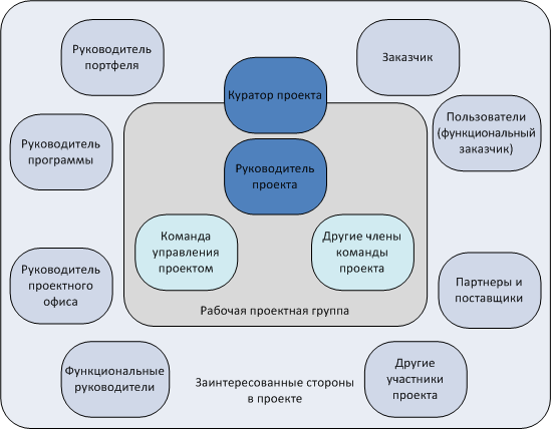 Руководитель
портфеля
Заказчик
Куратор проекта
Пользователи
(функциональный
заказчик)
Руководитель
программы
Руководитель
проекта
Команда
управления
проектом
Другие члены
команды
проекта
Руководитель
проектного
офиса
Партнеры и
поставщики
Рабочая проектная группа
Функциональные
руководители
Заинтересованные стороны
в проекте
Другие
участники
проекта